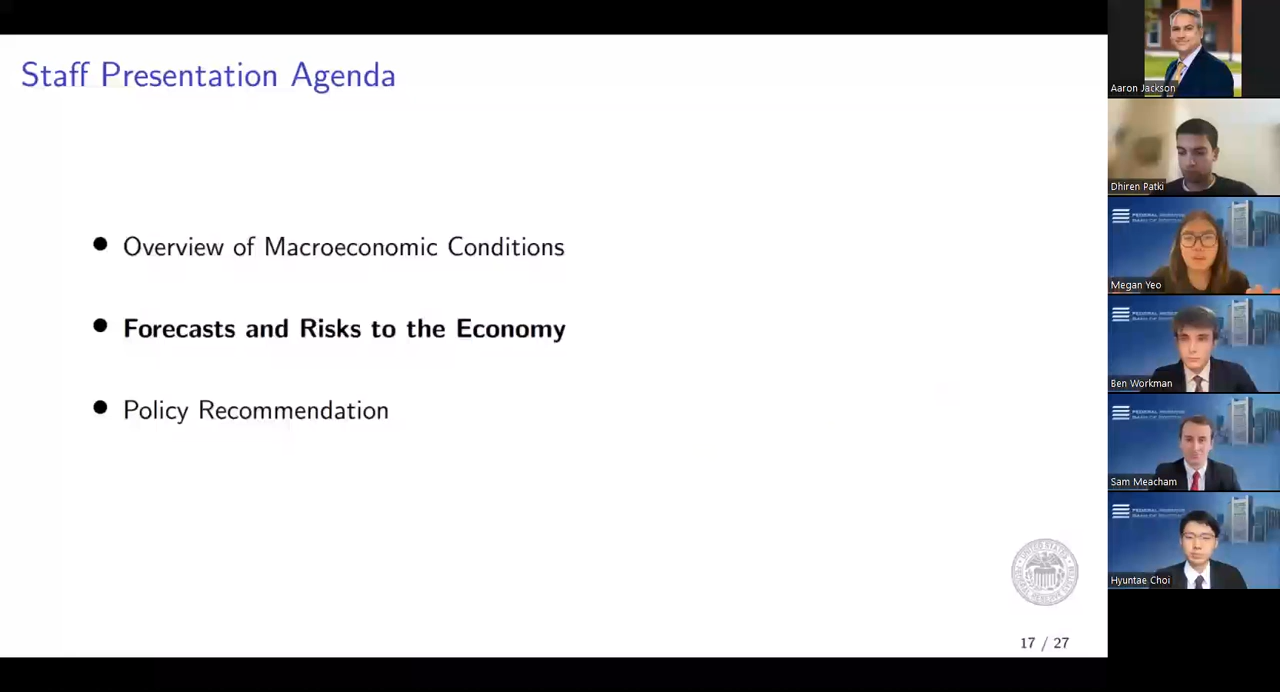 Staff Presentation Agenda
Overview of Macroeconomic Conditions
Forecasts and Risks to the Economy
Policy Recommendation
17 / 27
Aaron Jackson
Dhiren Patki
Megan Yeo
Ben Workman
Sam Meacham
Hyuntae Choi